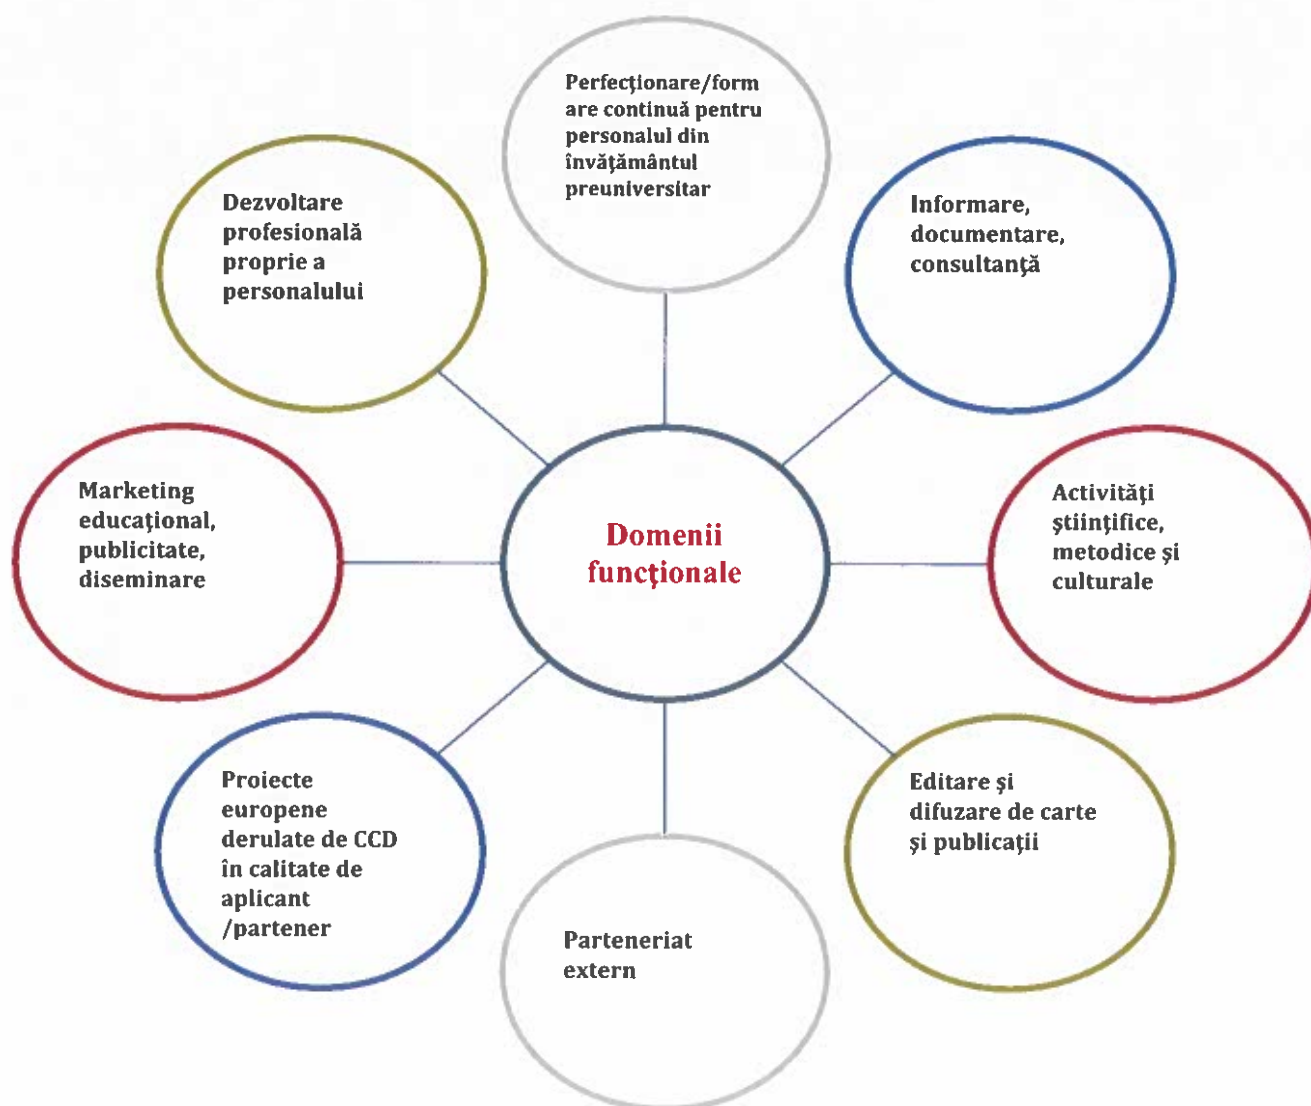 Perfecţionare/form
are continuă pentru
personalul din
învăţământul
preuniversitar
Informare,
documentare,
consultanţă
Activităţi
ştiinţifice,
metodice şi
culturale
Editare şi
difuzare de carte
şi publicaţii
Parteneriat
extern
Proiecte
europene
derulate de CCD
în calitate de
aplicant
/partener
Marketing
educaţional,
publicitate,
diseminare
Dezvoltare
profesională
proprie a
personalului
Domenii
funcţionale